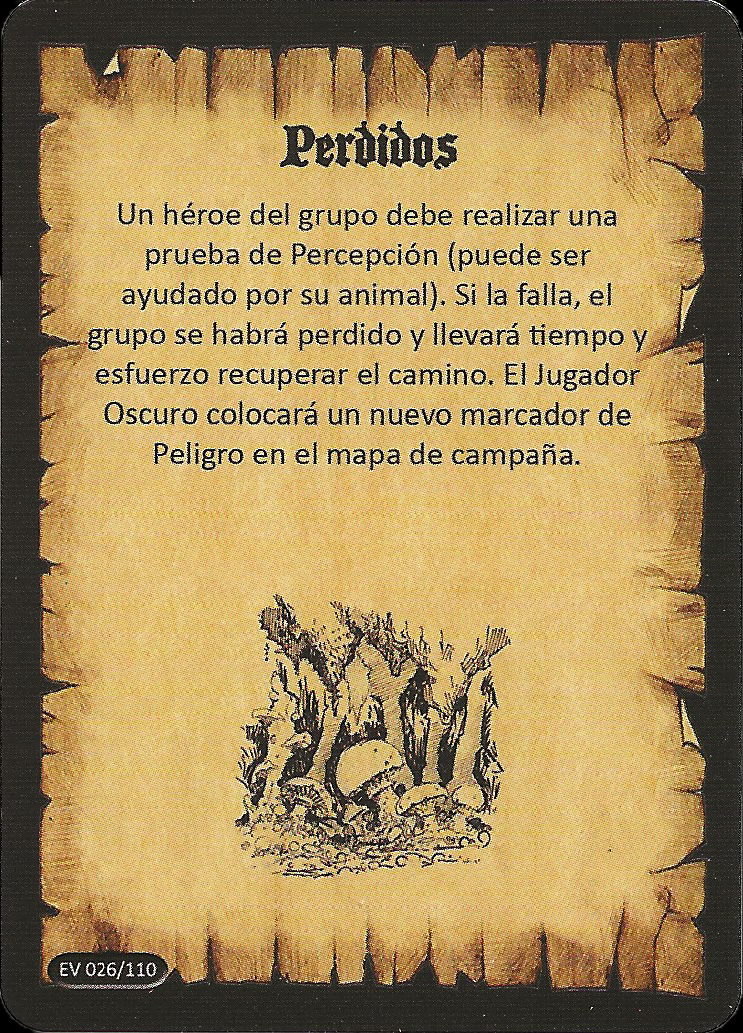 Perdidos
Un héroe del grupo debe realizar una
prueba de Percepción (puede ser
ayudado por su animal). Si la falla, el
grupo se habrá perdido y llevará tiempo y
esfuerzo recuperar el camino. El Jugador
Oscuro colocará un nuevo marcador de
Peligro en el mapa de campaña.
EV 026/110